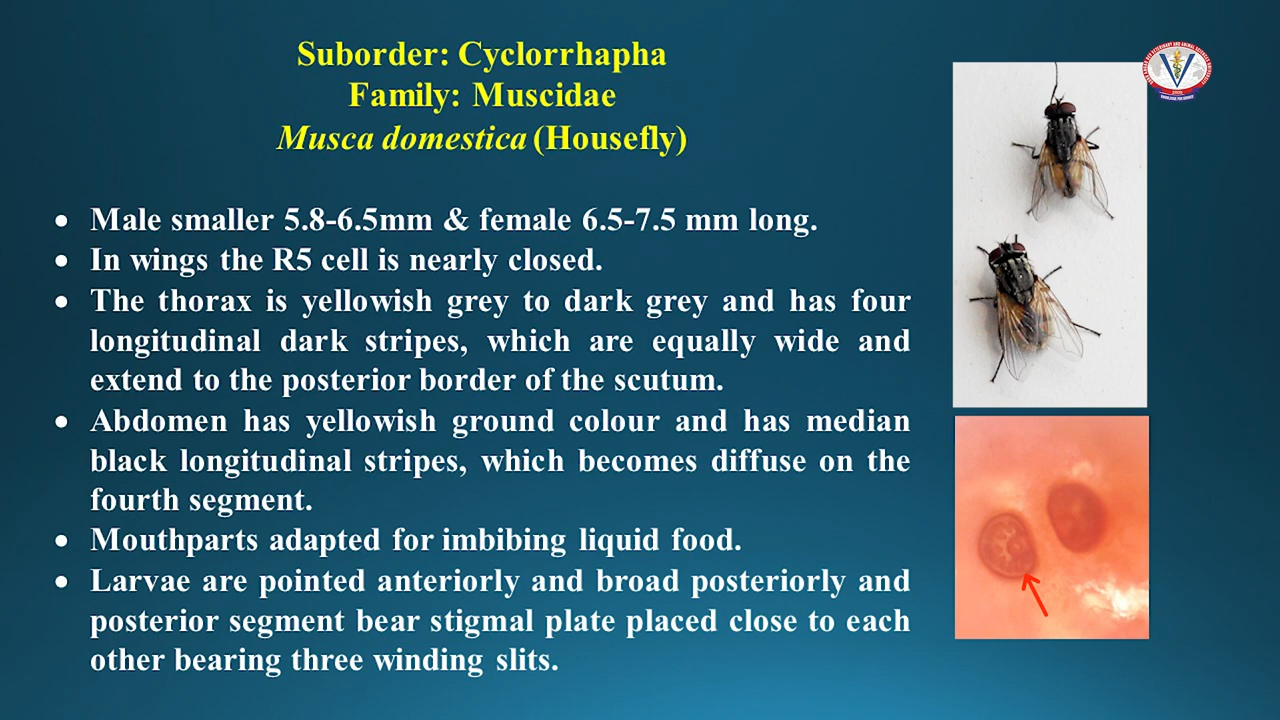 Suborder: Cyclorrhapha
Family: Muscidae
Musca domestica (Housefly)
• Male smaller 5.8-6.5mm & female 6.5-7.5 mm long.
• In wings the R5 cell is nearly closed.
• The thorax is yellowish grey to dark grey and has four
longitudinal dark stripes, which are equally wide and
extend to the posterior border of the scutum.
• Abdomen has yellowish ground colour and has median
black longitudinal stripes, which becomes diffuse on the
fourth segment.
• Mouthparts adapted for imbibing liquid food.
• Larvae are pointed anteriorly and broad posteriorly and
posterior segment bear stigmal plate placed close to each
other bearing three winding slits.